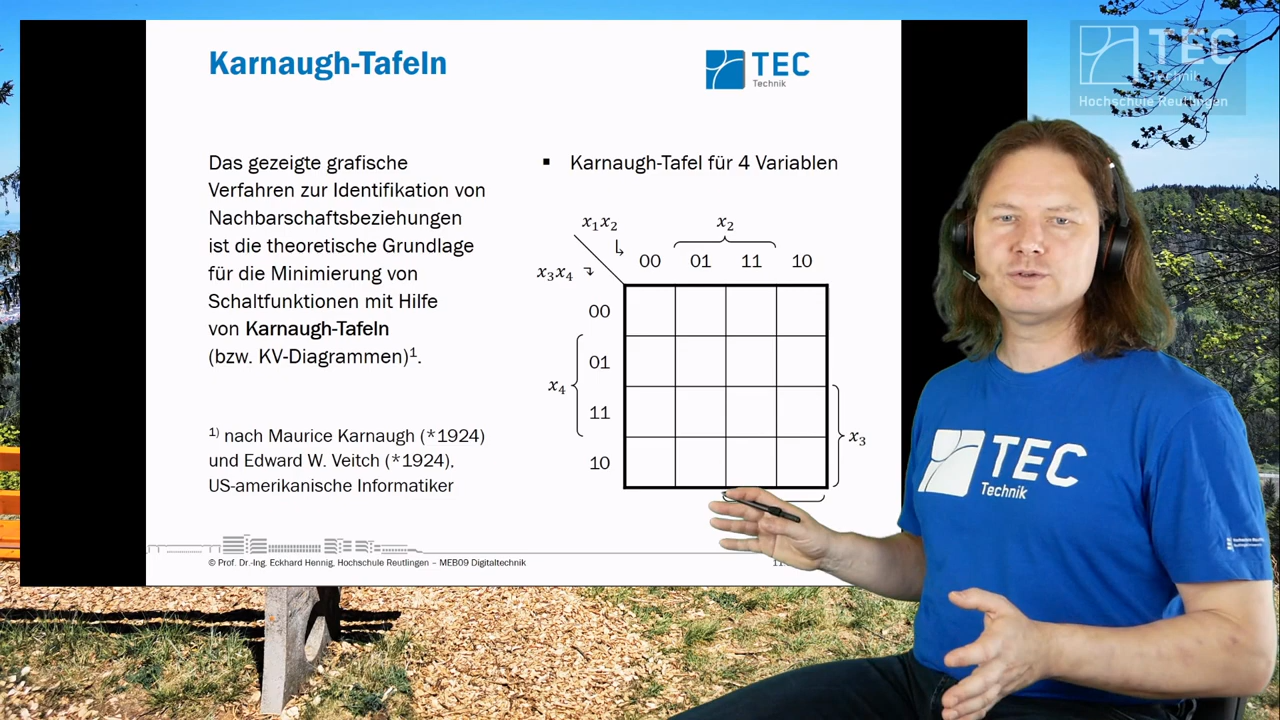 Karnaugh-Tafeln
TEC
Technik
Das gezeigte grafische
Verfahren zur Identifikation von
Nachbarschaftsbeziehungen
ist die theoretische Grundlage
für die Minimierung von
Schaltfunktionen mit Hilfe
von Karnaugh-Tafeln
(bzw. KV-Diagrammen)¹.
¹⁾ nach Maurice Karnaugh (*1924)
und Edward W. Veitch (*1924),
US-amerikanische Informatiker
▪ Karnaugh-Tafel für 4 Variablen
x₁x₂
x₂
x₃x₄
00 01 11 10
00
01
x₄
11
x₃
10
© Prof. Dr.-Ing. Eckhard Hennig, Hochschule Reutlingen – MEB09 Digitaltechnik
TEC
Technik
Hochschule Reutlingen
TEC
Technik